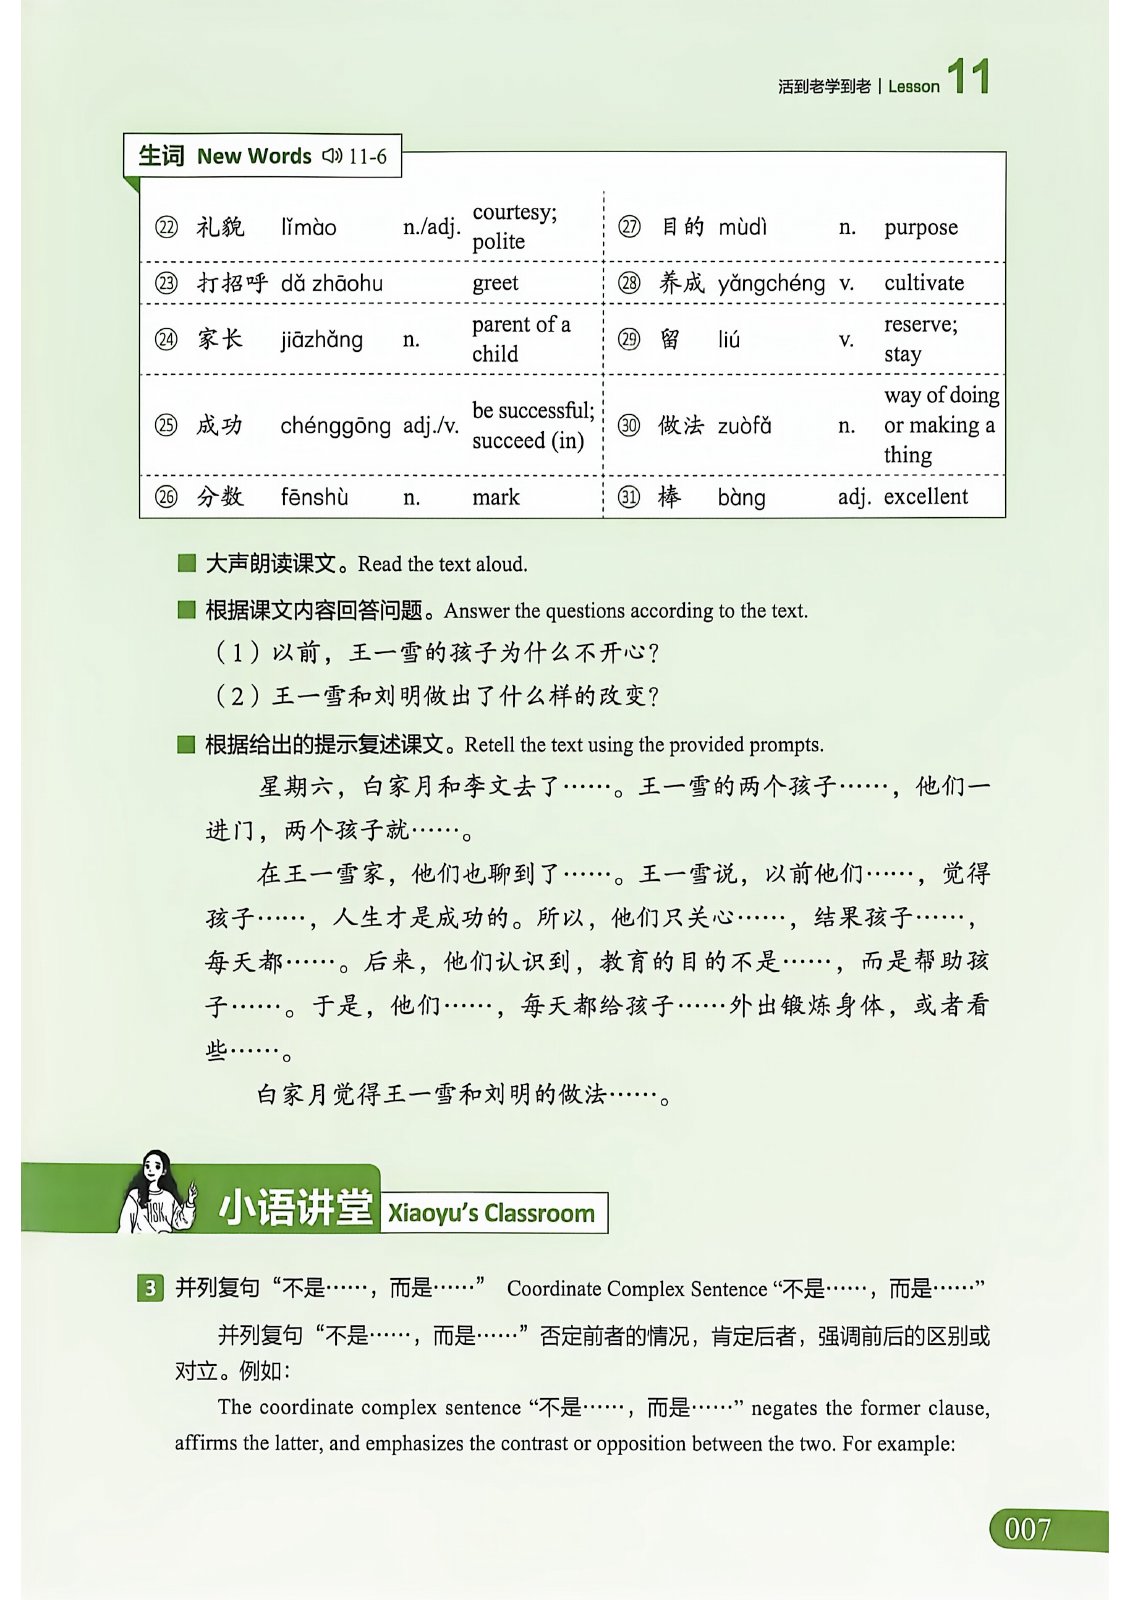 活到老学到老 | Lesson 11
生词 New Words 11-6
㉒ 礼貌 lǐmào n./adj. courtesy; polite
㉗ 目的 mùdì n. purpose
㉓ 打招呼 dǎ zhāohu greet
㉘ 养成 yǎngchéng v. cultivate
㉔ 家长 jiāzhǎng n. parent of a child
㉙ 留 liú v. reserve; stay
㉕ 成功 chénggōng adj./v. be successful; succeed (in)
㉚ 做法 zuòfǎ n. way of doing or making a thing
㉖ 分数 fēnshù n. mark
㉛ 棒 bàng adj. excellent
大声朗读课文。Read the text aloud.
根据课文内容回答问题。Answer the questions according to the text.
（1）以前，王一雪的孩子为什么不开心？
（2）王一雪和刘明做出了什么样的改变？
根据给出的提示复述课文。Retell the text using the provided prompts.
星期六，白家月和李文去了……。王一雪的两个孩子……，他们一
进门，两个孩子就……。
在王一雪家，他们也聊到了……。王一雪说，以前他们……，觉得
孩子……，人生才是成功的。所以，他们只关心……，结果孩子……，
每天都……。后来，他们认识到，教育的目的不是……，而是帮助孩
子……。于是，他们……，每天都给孩子……外出锻炼身体，或者看
些……。
白家月觉得王一雪和刘明的做法……。
小语讲堂 Xiaoyu's Classroom
3 并列复句“不是……，而是……” Coordinate Complex Sentence “不是……，而是……”
并列复句“不是……，而是……”否定前者的情况，肯定后者，强调前后的区别或
对立。例如：
The coordinate complex sentence “不是……，而是……” negates the former clause,
affirms the latter, and emphasizes the contrast or opposition between the two. For example:
007